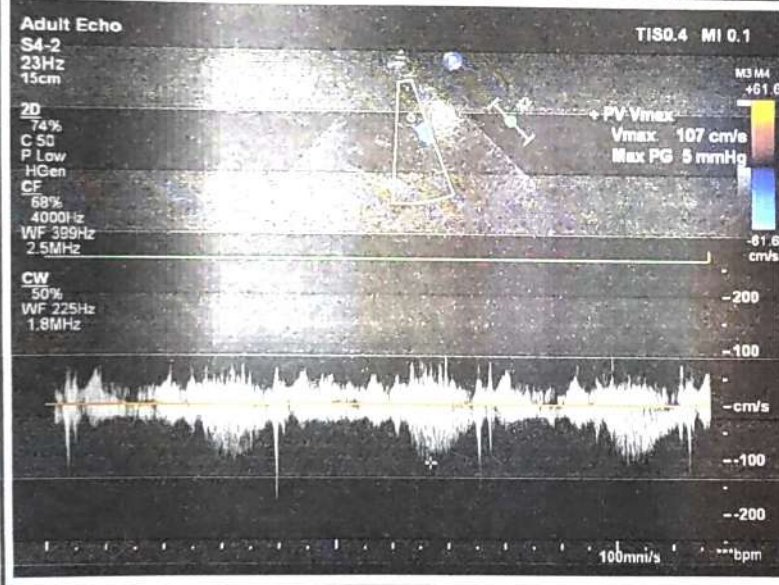 Adult Echo
S4-2
23Hz
15cm
2D
74%
C 50
P Low
HGen
CF
68%
4000Hz
WF 399Hz
2.5MHz
CW
50%
WF 225Hz
1.8MHz
TIS0.4 MI 0.1
M3 M4
+61.6
-61.6
cm/s
+ PV Vmax
Vmax 107 cm/s
Max PG 5 mmHg
-200
-100
-cm/s
--100
--200
100mm/s
***bpm